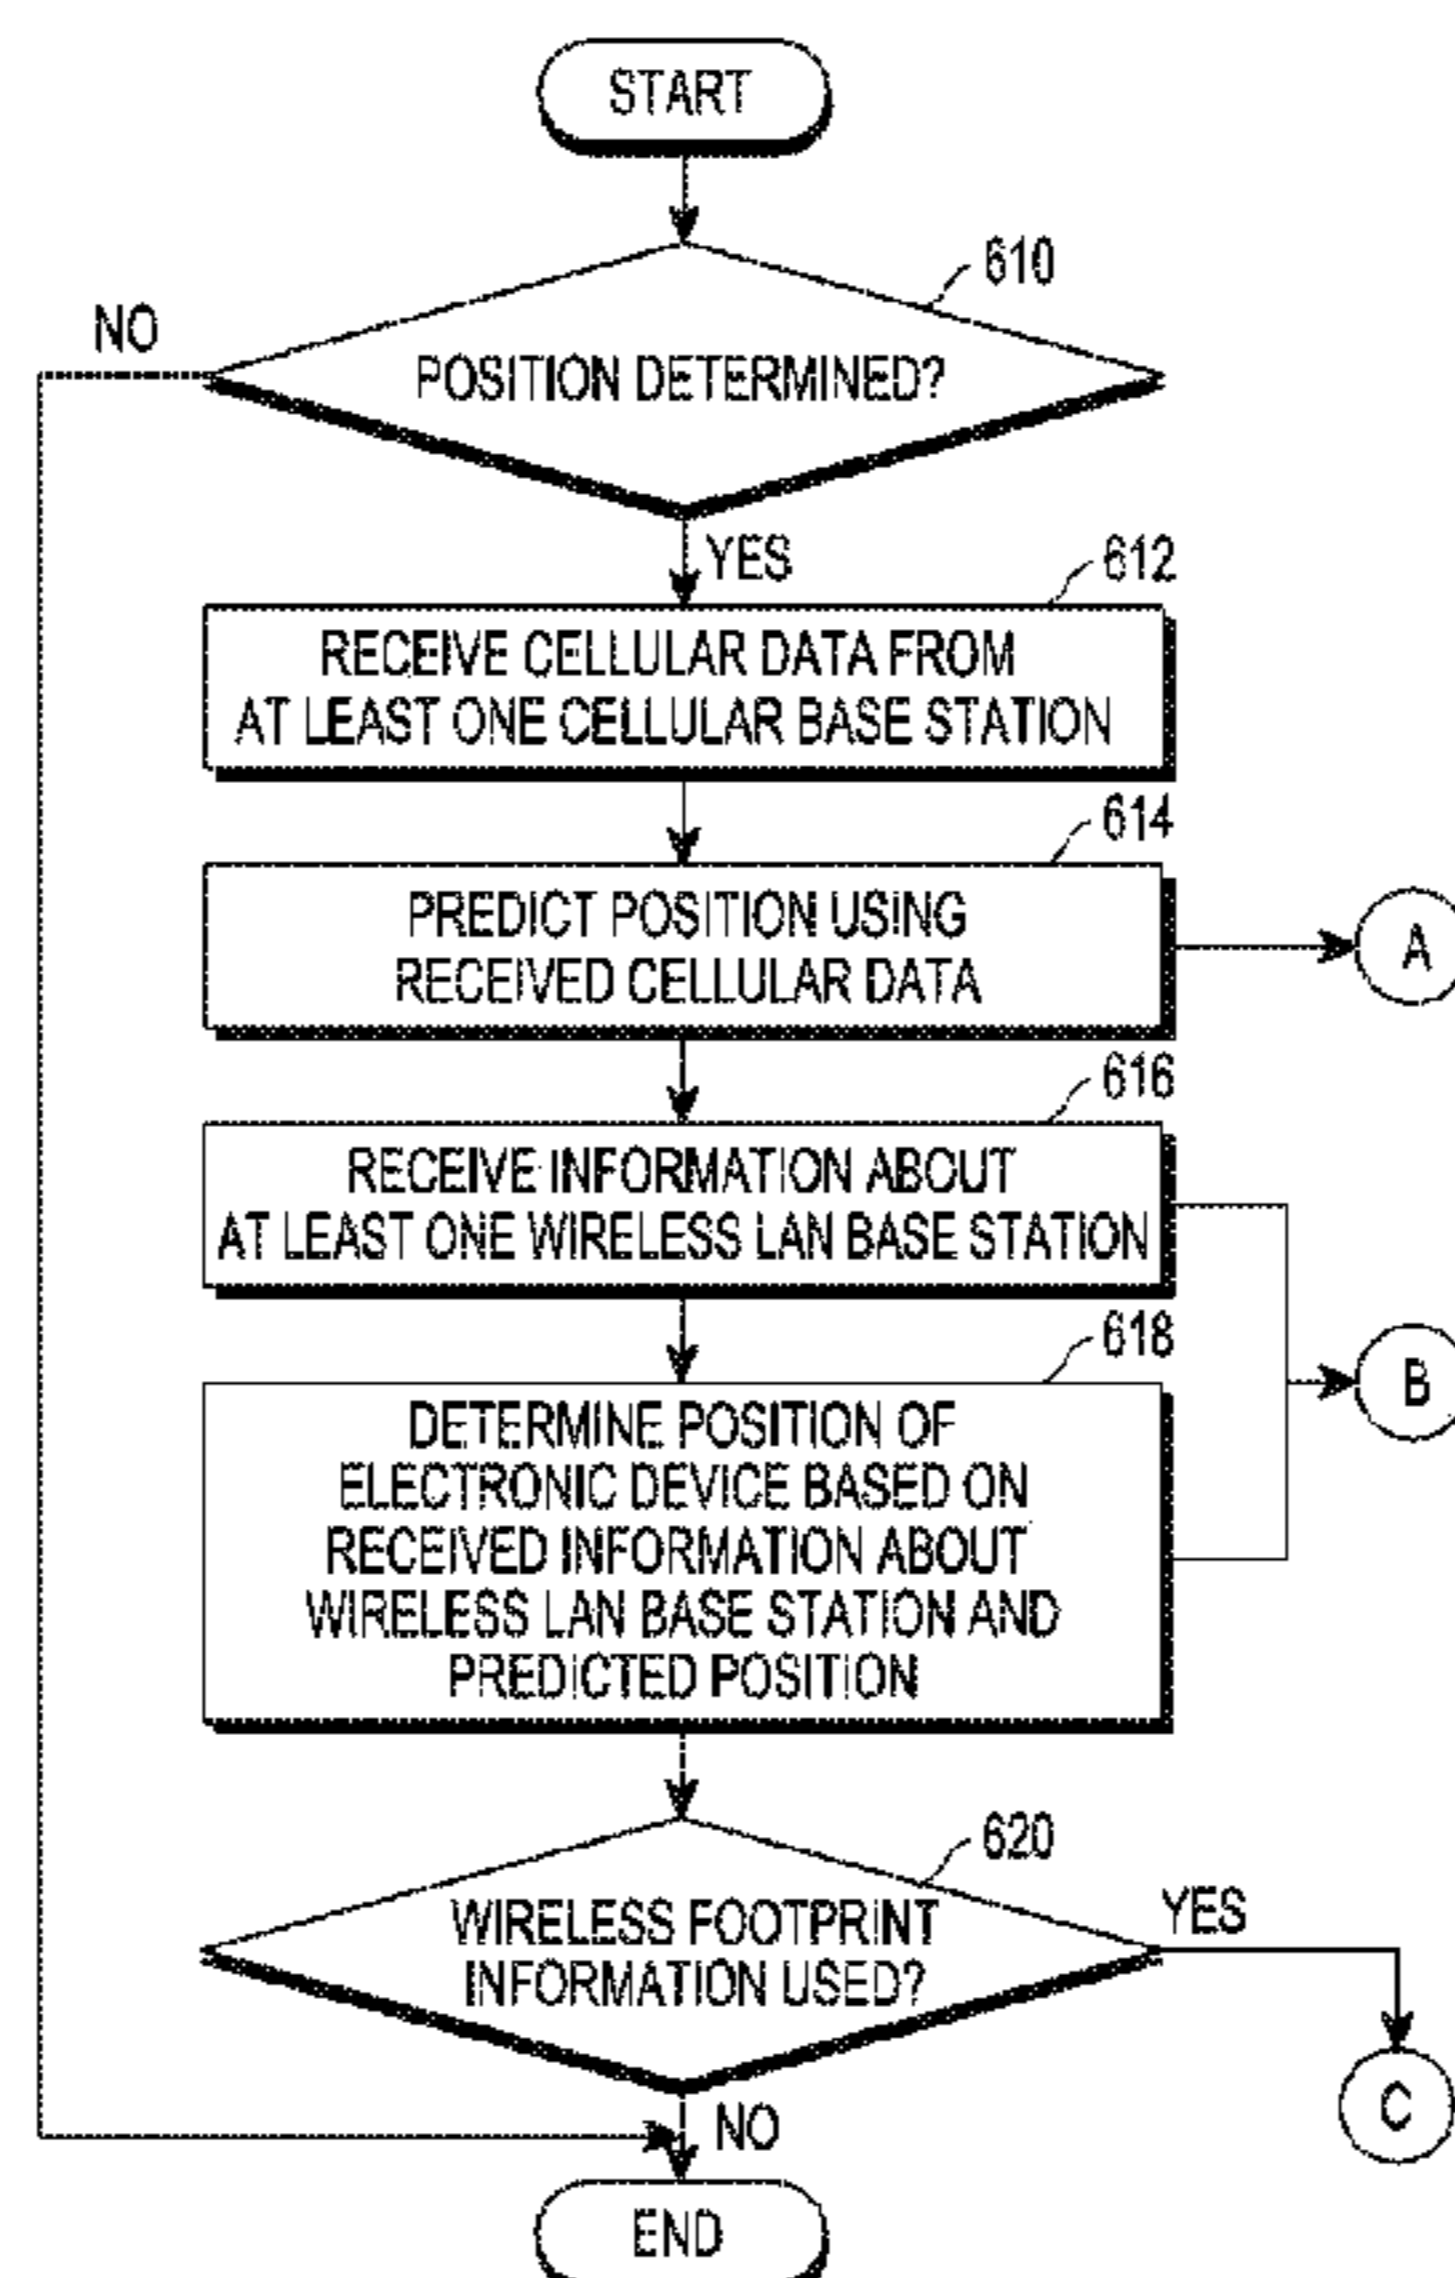 START
610
NO
POSITION DETERMINED?
YES
612
RECEIVE CELLULAR DATA FROM
AT LEAST ONE CELLULAR BASE STATION
614
PREDICT POSITION USING
RECEIVED CELLULAR DATA
A
616
RECEIVE INFORMATION ABOUT
AT LEAST ONE WIRELESS LAN BASE STATION
618
B
DETERMINE POSITION OF
ELECTRONIC DEVICE BASED ON
RECEIVED INFORMATION ABOUT
WIRELESS LAN BASE STATION AND
PREDICTED POSITION
620
YES
WIRELESS FOOTPRINT
INFORMATION USED?
C
NO
END